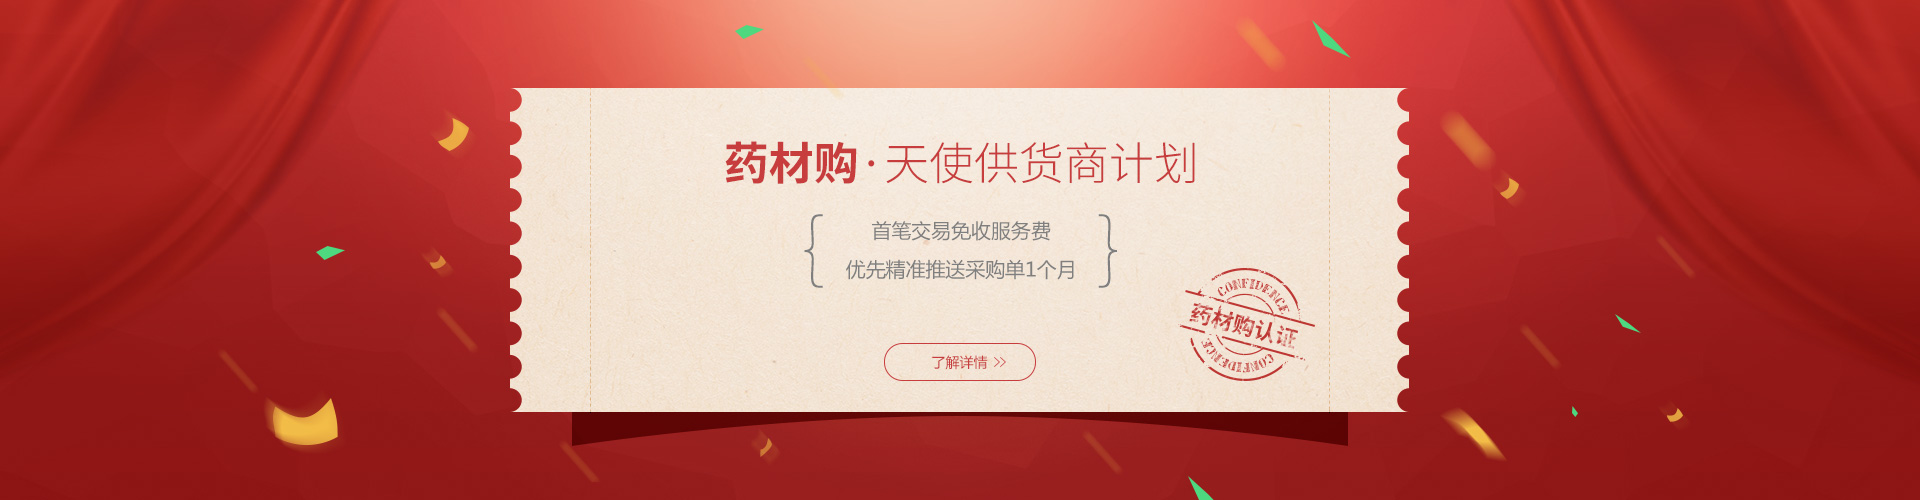 药材购·天使供货商计划
首笔交易免收服务费
优先精准推送采购单1个月
了解详情 >>
CONFIDENCE
药材购认证
CONFIDENCE